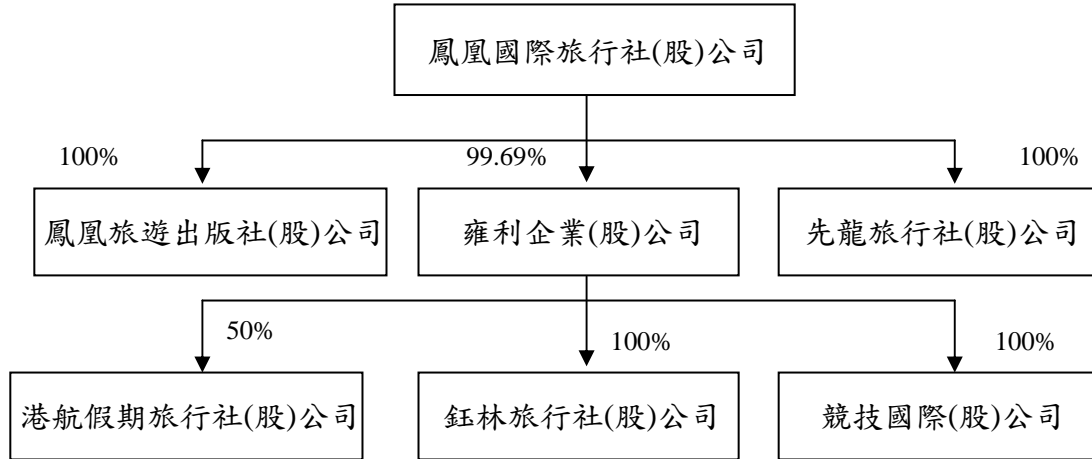 鳳凰國際旅行社(股)公司
100%
99.69%
100%
鳳凰旅遊出版社(股)公司
雍利企業(股)公司
先龍旅行社(股)公司
50%
100%
100%
港航假期旅行社(股)公司
鈺林旅行社(股)公司
競技國際(股)公司